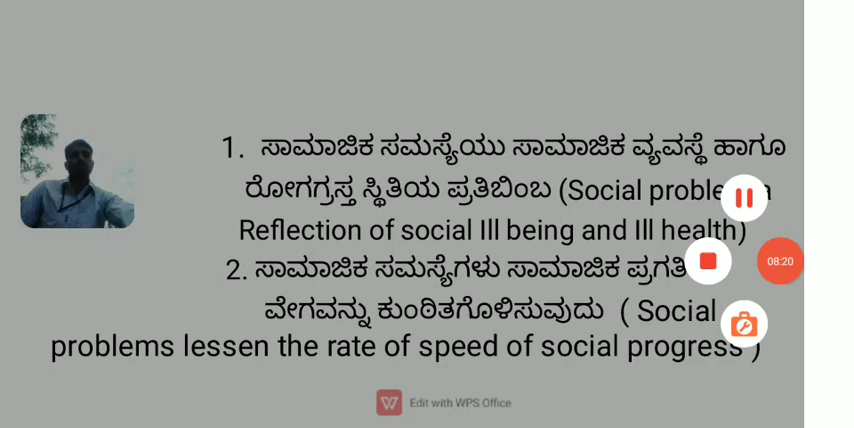 1. ಸಾಮಾಜಿಕ ಸಮಸ್ಯೆಯು ಸಾಮಾಜಿಕ ವ್ಯವಸ್ಥೆ ಹಾಗೂ
ರೋಗಗ್ರಸ್ತ ಸ್ಥಿತಿಯ ಪ್ರತಿಬಿಂಬ (Social
Reflection of social Ill being and Ill health)
2. ಸಾಮಾಜಿಕ ಸಮಸ್ಯೆಗಳು ಸಾಮಾಜಿಕ ಪ್ರಗತಿ
08:20
ವೇಗವನ್ನು ಕುಂಠಿತಗೊಳಿಸುವುದು ( Social
problems lessen the rate of speed of social progress )
Edit with WPS Office